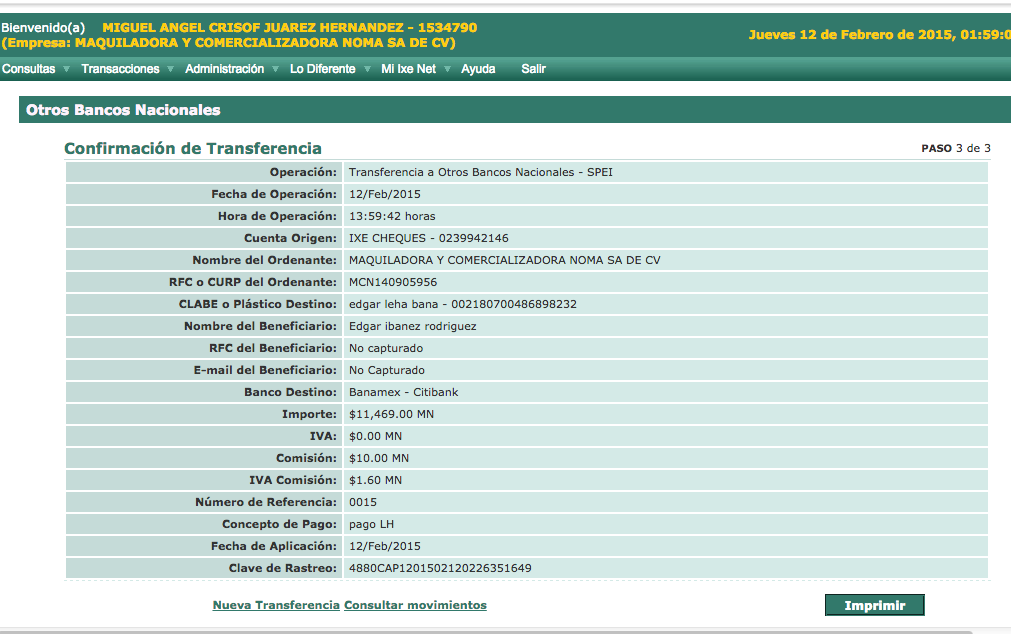 Bienvenido(a) MIGUEL ANGEL CRISOF JUAREZ HERNANDEZ - 1534790
(Empresa: MAQUILADORA Y COMERCIALIZADORA NOMA SA DE CV)
Jueves 12 de Febrero de 2015, 01:59:0
Consultas Transacciones Administración Lo Diferente Mi Ixe Net Ayuda Salir
Otros Bancos Nacionales
Confirmación de Transferencia PASO 3 de 3
Operación: Transferencia a Otros Bancos Nacionales - SPEI
Fecha de Operación: 12/Feb/2015
Hora de Operación: 13:59:42 horas
Cuenta Origen: IXE CHEQUES - 0239942146
Nombre del Ordenante: MAQUILADORA Y COMERCIALIZADORA NOMA SA DE CV
RFC o CURP del Ordenante: MCN140905956
CLABE o Plástico Destino: edgar leha bana - 002180700486898232
Nombre del Beneficiario: Edgar ibanez rodriguez
RFC del Beneficiario: No capturado
E-mail del Beneficiario: No Capturado
Banco Destino: Banamex - Citibank
Importe: $11,469.00 MN
IVA: $0.00 MN
Comisión: $10.00 MN
IVA Comisión: $1.60 MN
Número de Referencia: 0015
Concepto de Pago: pago LH
Fecha de Aplicación: 12/Feb/2015
Clave de Rastreo: 4880CAP1201502120226351649
Nueva Transferencia Consultar movimientos Imprimir